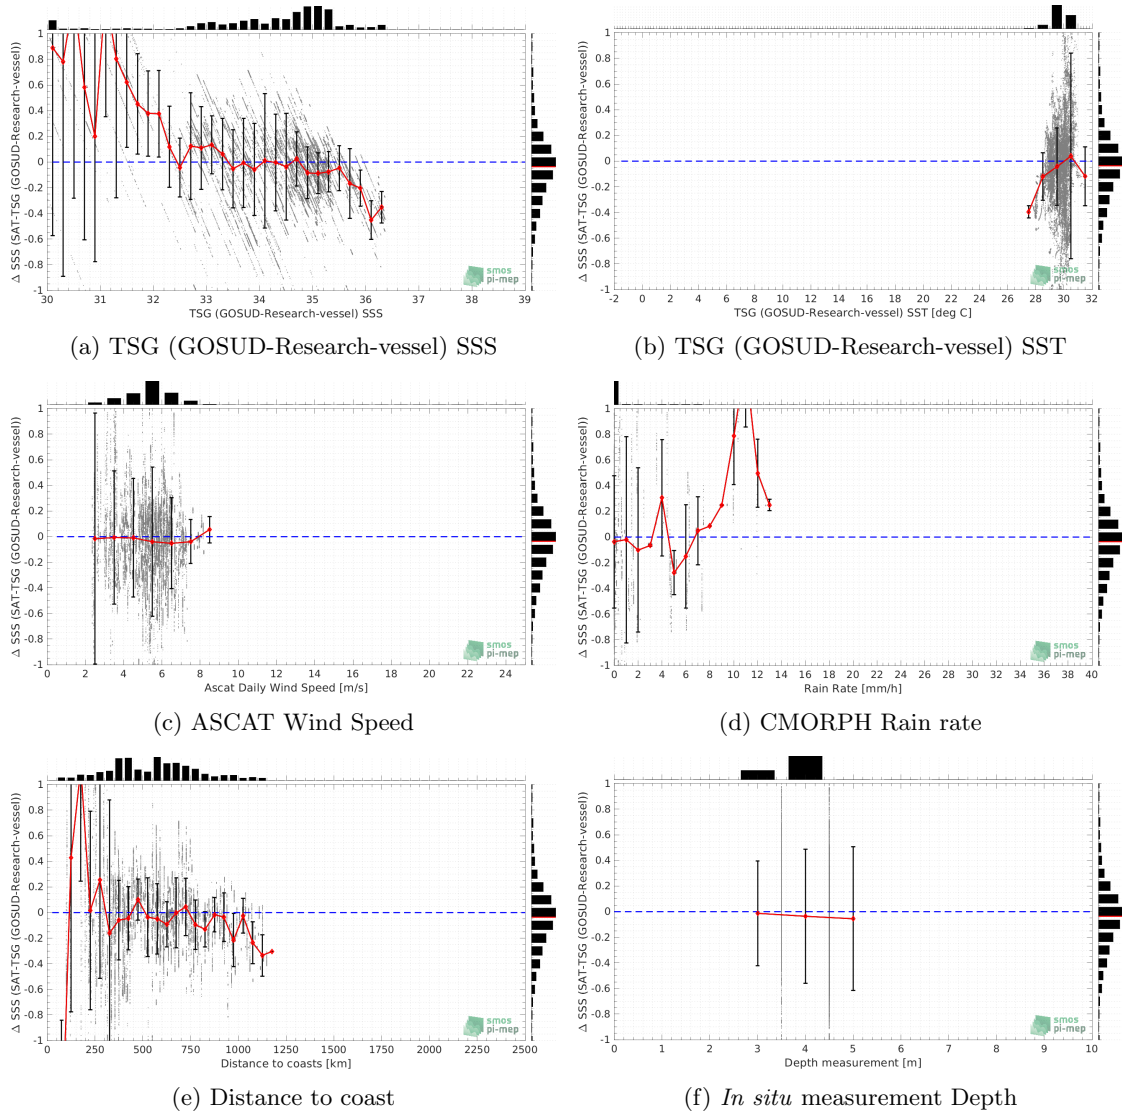 Δ SSS (SAT-TSG (GOSUD-Research-vessel))
1
0.8
0.6
0.4
0.2
0
-0.2
-0.4
-0.6
-0.8
-1
30 31 32 33 34 35 36 37 38 39
TSG (GOSUD-Research-vessel) SSS
smos
pi-mep
(a) TSG (GOSUD-Research-vessel) SSS
Δ SSS (SAT-TSG (GOSUD-Research-vessel))
1
0.8
0.6
0.4
0.2
0
-0.2
-0.4
-0.6
-0.8
-1
-2 0 2 4 6 8 10 12 14 16 18 20 22 24 26 28 30 32
TSG (GOSUD-Research-vessel) SST [deg C]
smos
pi-mep
(b) TSG (GOSUD-Research-vessel) SST
Δ SSS (SAT-TSG (GOSUD-Research-vessel))
1
0.8
0.6
0.4
0.2
0
-0.2
-0.4
-0.6
-0.8
-1
0 2 4 6 8 10 12 14 16 18 20 22 24
Ascat Daily Wind Speed [m/s]
smos
pi-mep
(c) ASCAT Wind Speed
Δ SSS (SAT-TSG (GOSUD-Research-vessel))
1
0.8
0.6
0.4
0.2
0
-0.2
-0.4
-0.6
-0.8
-1
0 2 4 6 8 10 12 14 16 18 20 22 24 26 28 30 32 34 36 38 40
Rain Rate [mm/h]
smos
pi-mep
(d) CMORPH Rain rate
Δ SSS (SAT-TSG (GOSUD-Research-vessel))
1
0.8
0.6
0.4
0.2
0
-0.2
-0.4
-0.6
-0.8
-1
0 250 500 750 1000 1250 1500 1750 2000 2250 2500
Distance to coasts [km]
smos
pi-mep
(e) Distance to coast
Δ SSS (SAT-TSG (GOSUD-Research-vessel))
1
0.8
0.6
0.4
0.2
0
-0.2
-0.4
-0.6
-0.8
-1
0 1 2 3 4 5 6 7 8 9 10
Depth measurement [m]
smos
pi-mep
(f) In situ measurement Depth